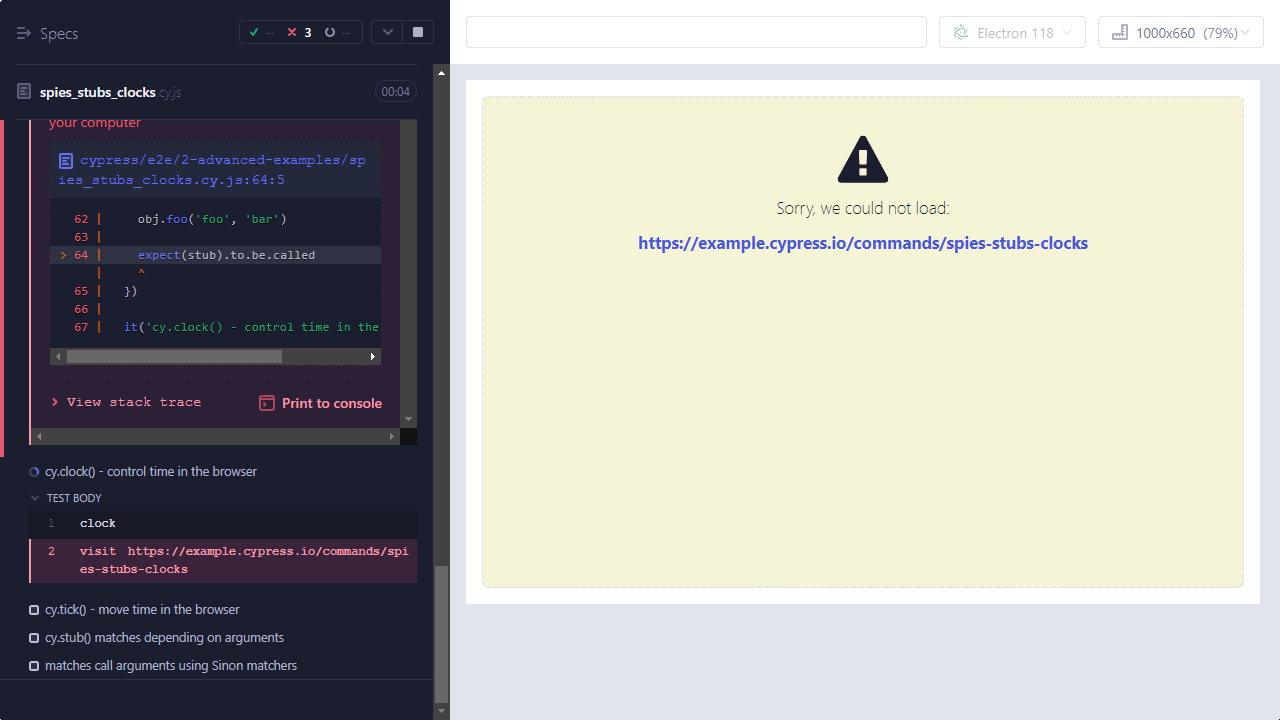 Specs
--
3
--
spies_stubs_clocks cy.js
00:04
your computer
cypress/e2e/2-advanced-examples/sp
ies_stubs_clocks.cy.js:64:5
62 | obj.foo('foo', 'bar')
63 |
> 64 | expect(stub).to.be.called
| ^
65 | })
66 |
67 | it('cy.clock() - control time in the
View stack trace
Print to console
cy.clock() - control time in the browser
TEST BODY
1 clock
2 visit https://example.cypress.io/commands/spi
es-stubs-clocks
cy.tick() - move time in the browser
cy.stub() matches depending on arguments
matches call arguments using Sinon matchers
Electron 118
1000x660 (79%)
Sorry, we could not load:
https://example.cypress.io/commands/spies-stubs-clocks